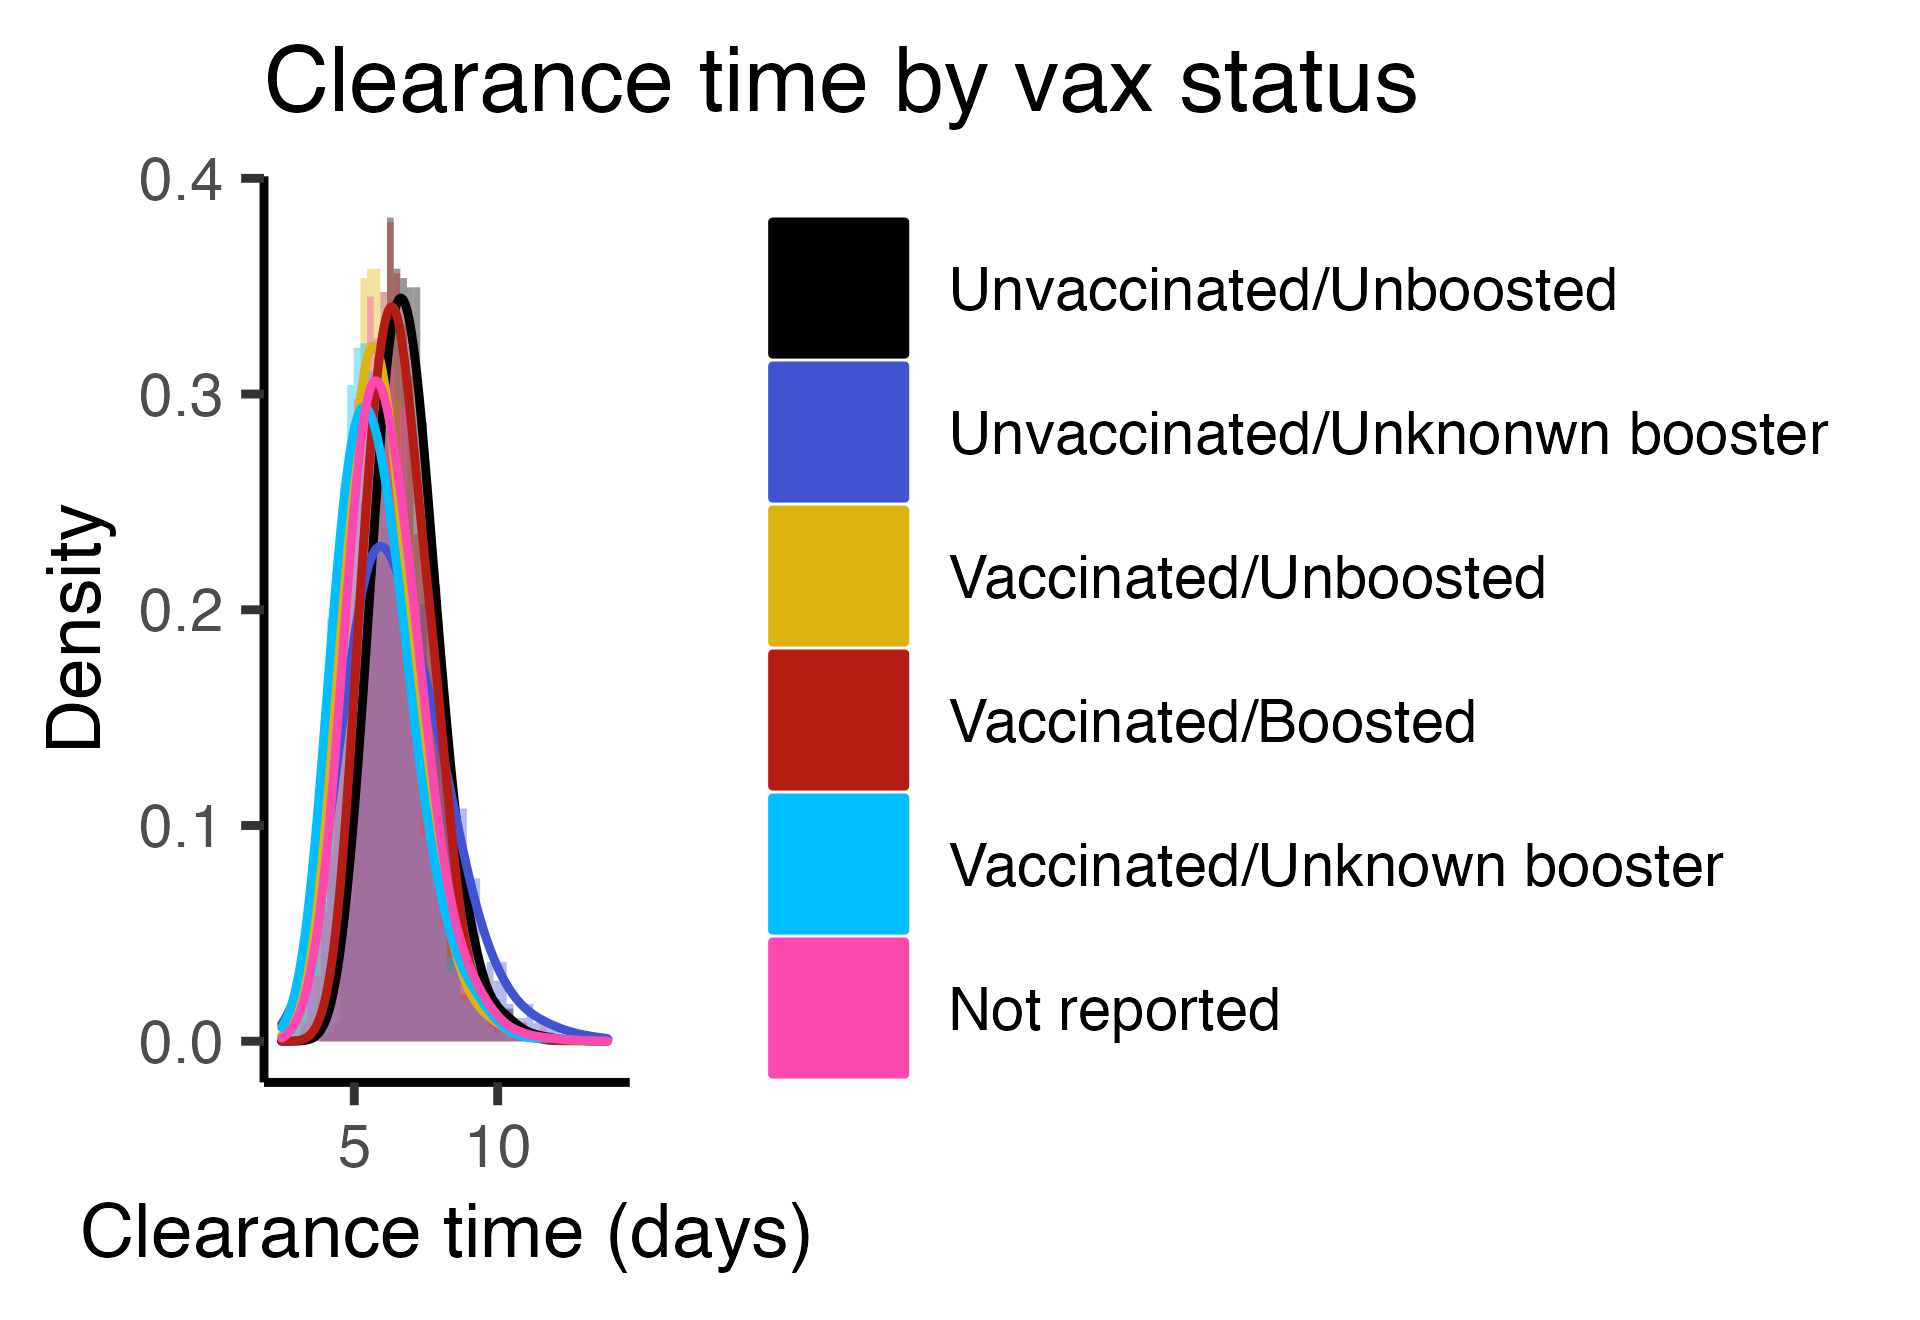 Clearance time by vax status
0.4
0.3
0.2
0.1
0.0
Density
5 10
Clearance time (days)
Unvaccinated/Unboosted
Unvaccinated/Unknonwn booster
Vaccinated/Unboosted
Vaccinated/Boosted
Vaccinated/Unknown booster
Not reported